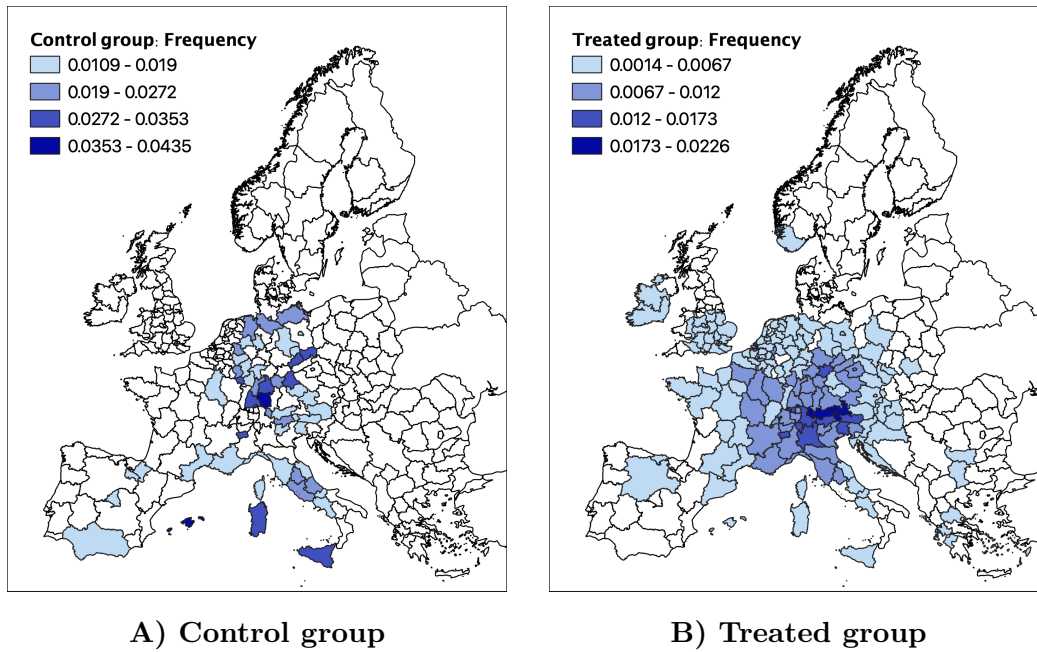 Control group: Frequency
0.0109 - 0.019
0.019 - 0.0272
0.0272 - 0.0353
0.0353 - 0.0435
Treated group: Frequency
0.0014 - 0.0067
0.0067 - 0.012
0.012 - 0.0173
0.0173 - 0.0226
A) Control group
B) Treated group